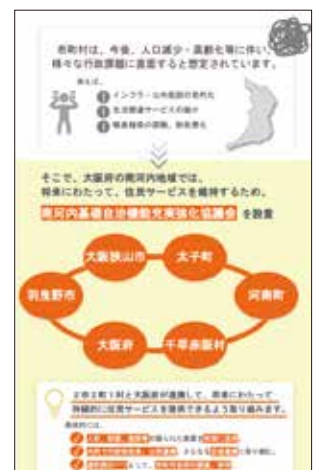 市町村は、今後、人口減少・高齢化等に伴い、
様々な行政課題に直面すると想定されています。
例えば、
インフラ・公共施設の老朽化
生活関連サービスの縮小
職員確保の困難、財政悪化
そこで、大阪府の南河内地域では、
将来にわたって、住民サービスを維持するため、
南河内基礎自治機能充実強化協議会 を設置
大阪狭山市
太子町
羽曳野市
河南町
大阪府
千早赤阪村
2市2町1村と大阪府が連携して、将来にわたって
持続的に住民サービスを提供できるよう取り組みます。
具体的には、